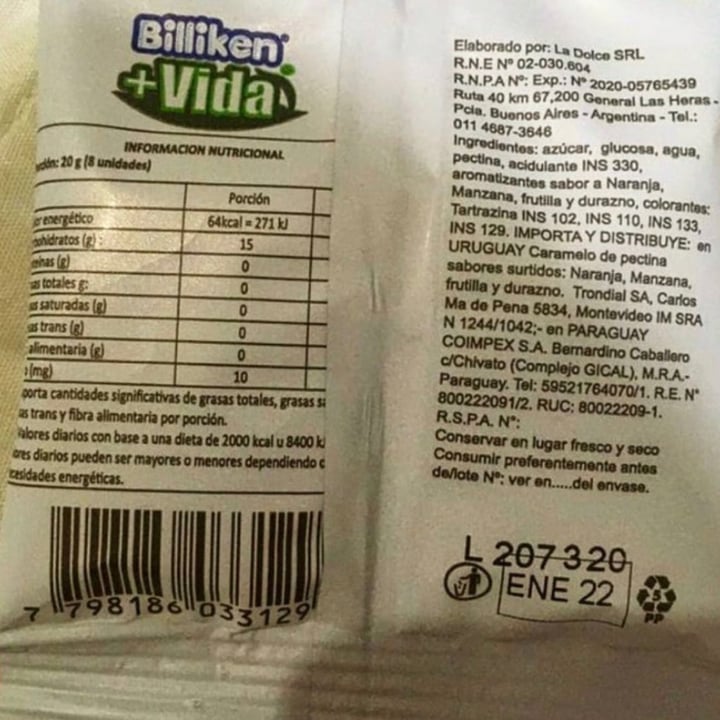 Billiken
+Vida
INFORMACION NUTRICIONAL
20 g (8 unidades)
Porción
energético 64kcal = 271 kJ
(g): 15
(g) 0
totales g: 0
saturadas (g) 0
trans (g) 0
alimentaria (g) 0
(mg) 10
cantidades significativas de grasas totales, grasas
trans y fibra alimentaria por porción.
diarios con base a una dieta de 2000 kcal u 8400
diarios pueden ser mayores o menores dependiendo
energéticas.
7 798186 033129
Elaborado por: La Dolce SRL
R.N.E Nº 02-030.604
R.N.P.A Nº: Exp.: Nº 2020-05765439
Ruta 40 km 67,200 General Las Heras -
Pcia. Buenos Aires - Argentina - Tel.:
011 4687-3646
Ingredientes: azúcar, glucosa, agua,
pectina, acidulante INS 330,
aromatizantes sabor a Naranja,
Manzana, frutilla y durazno, colorantes:
Tartrazina INS 102, INS 110, INS 133,
INS 129. IMPORTA Y DISTRIBUYE: en
URUGUAY Caramelo de pectina
sabores surtidos: Naranja, Manzana,
frutilla y durazno. Trondial SA, Carlos
Ma de Pena 5834, Montevideo IM SRA
N 1244/1042;- en PARAGUAY
COIMPEX S.A. Bernardino Caballero
c/Chivato (Complejo GICAL), M.R.A.-
Paraguay. Tel: 59521764070/1. R.E. Nº
800222091/2. RUC: 80022209-1.
R.S.P.A. Nº:
Conservar en lugar fresco y seco
Consumir preferentemente antes
de/lote Nº: ver en.....del envase.
L 207320
ENE 22
5
PP